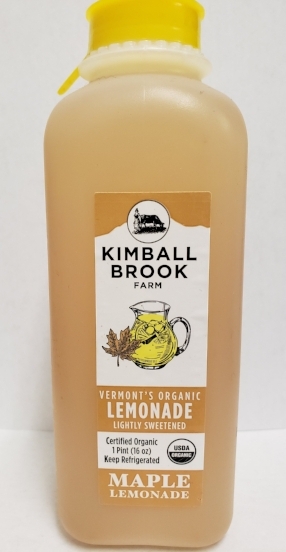 KIMBALL
BROOK
FARM
VERMONT'S ORGANIC
LEMONADE
LIGHTLY SWEETENED
Certified Organic
1 Pint (16 oz)
Keep Refrigerated
USDA
ORGANIC
MAPLE
LEMONADE